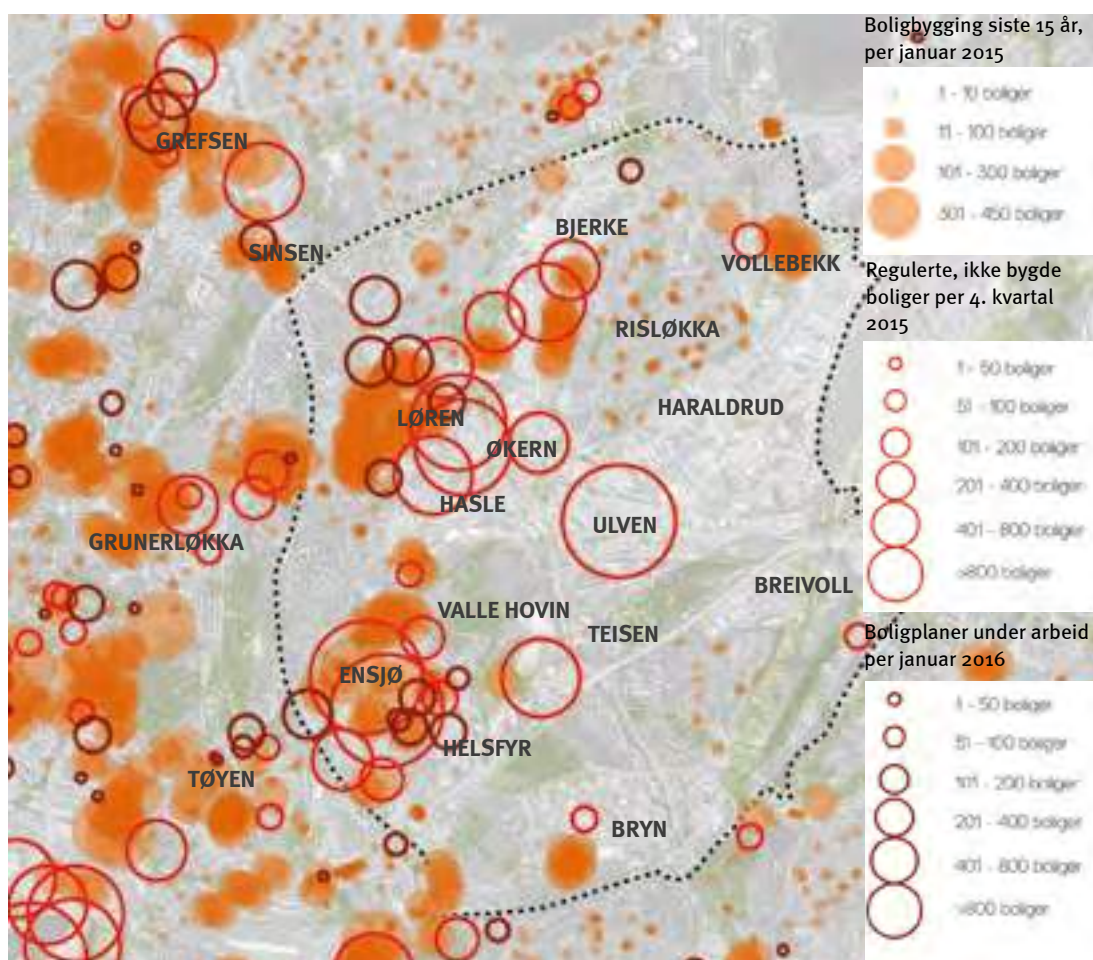 Boligbygging siste 15 år,
per januar 2015
1 - 10 boliger
11 - 100 boliger
101 - 300 boliger
301 - 450 boliger
Regulerte, ikke bygde
boliger per 4. kvartal
2015
1 - 50 boliger
51 - 100 boliger
101 - 200 boliger
201 - 400 boliger
401 - 800 boliger
>800 boliger
Boligplaner under arbeid
per januar 2016
1 - 50 boliger
51 - 100 boliger
101 - 200 boliger
201 - 400 boliger
401 - 800 boliger
>800 boliger
GREFSEN
SINSEN
BJERKE
VOLLEBEKK
RISLØKKA
HARALDRUD
LØREN
ØKERN
HASLE
ULVEN
GRUNERLØKKA
BREIVOLL
VALLE HOVIN
TEISEN
ENSJØ
HELSFYR
TØYEN
BRYN